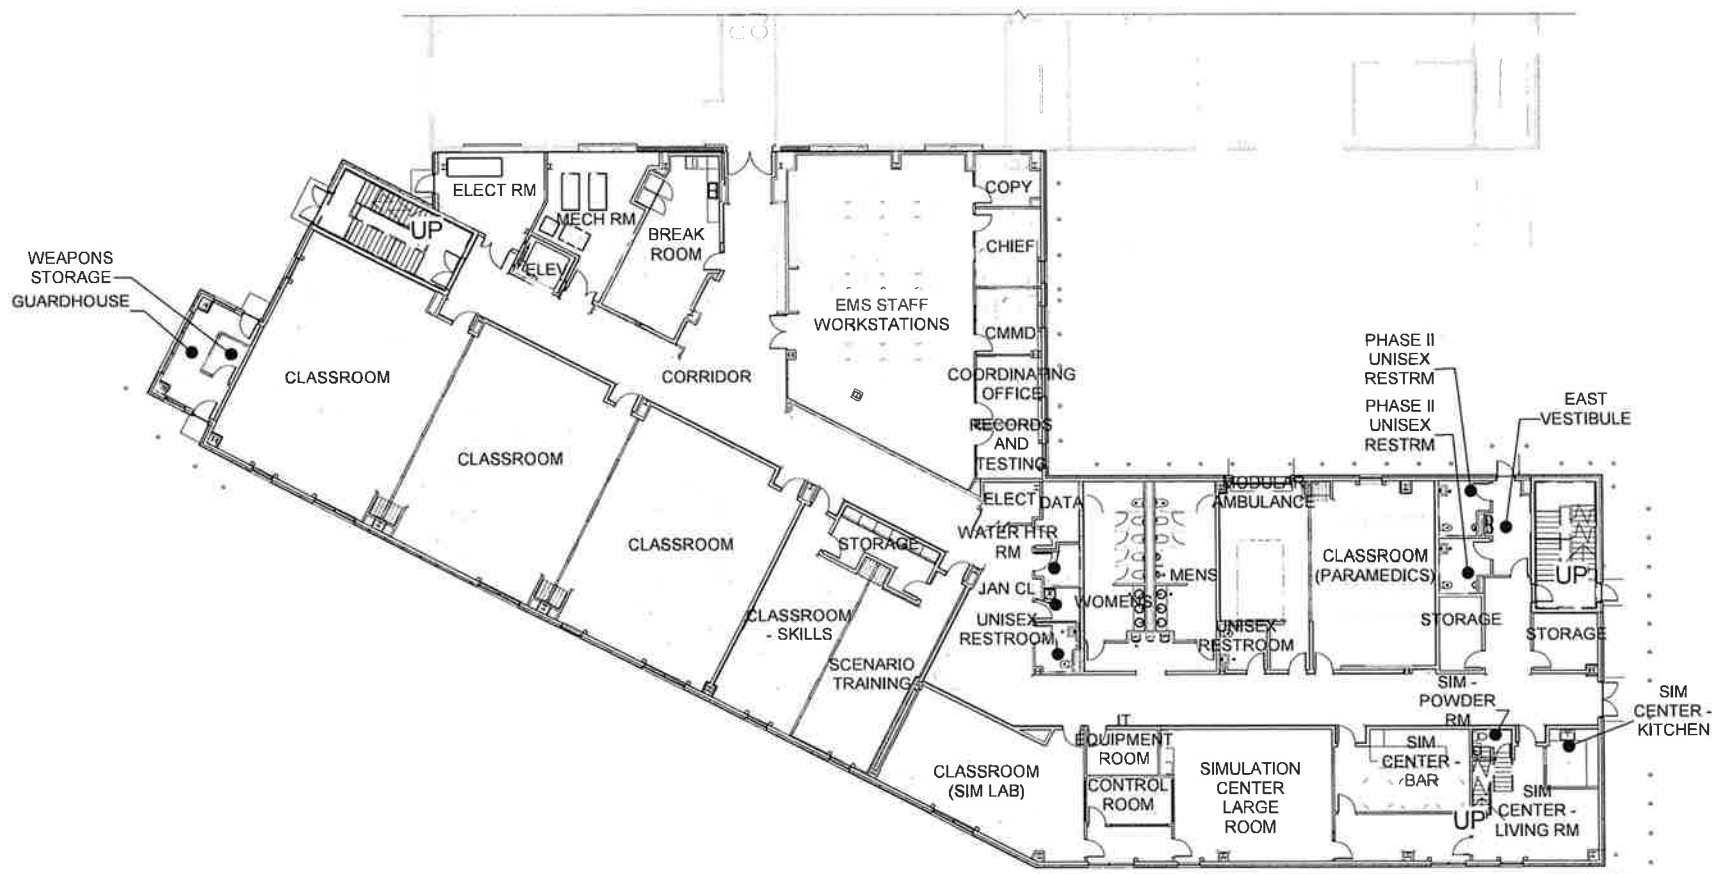 ELECT RM
MECH RM
ELEV
BREAK
ROOM
UP
COPY
CHIEF
CMMD
EMS STAFF
WORKSTATIONS
COORDINATING
OFFICE
RECORDS
AND
TESTING
WEAPONS
STORAGE
GUARDHOUSE
CLASSROOM
CORRIDOR
CLASSROOM
CLASSROOM
STORAGE
CLASSROOM
- SKILLS
SCENARIO
TRAINING
ELECT
DATA
WATER HTR
RM
JAN CL
UNISEX
RESTROOM
WOMENS
MENS
MODULAR
AMBULANCE
UNISEX
RESTROOM
CLASSROOM
(PARAMEDICS)
PHASE II
UNISEX
RESTRM
PHASE II
UNISEX
RESTRM
EAST
VESTIBULE
UP
STORAGE
STORAGE
SIM -
POWDER
RM
SIM
CENTER -
KITCHEN
CLASSROOM
(SIM LAB)
IT
EQUIPMENT
ROOM
CONTROL
ROOM
SIMULATION
CENTER
LARGE
ROOM
SIM
CENTER -
BAR
UP
SIM
CENTER -
LIVING RM